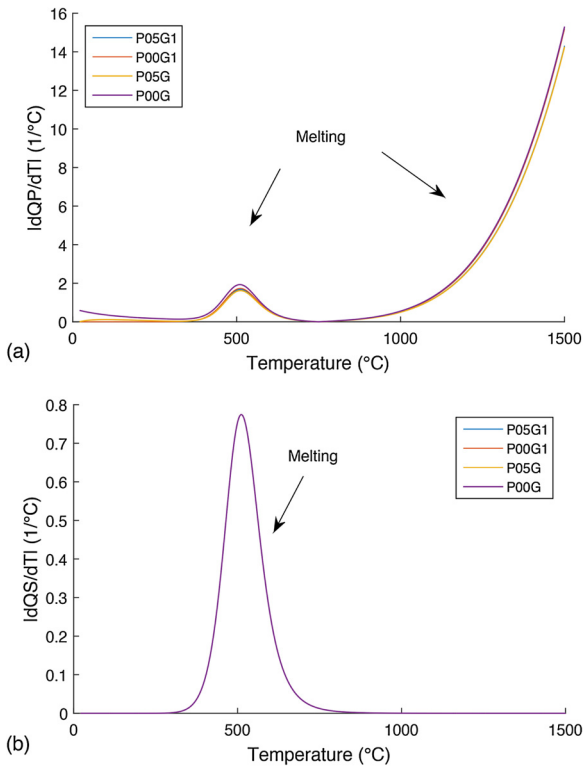 16
14
12
10
8
6
4
2
0
|dQP/dT| (1/°C)
P05G1
P00G1
P05G
P00G
Melting
0 500 1000 1500
Temperature (°C)
(a)
0.8
0.7
0.6
0.5
0.4
0.3
0.2
0.1
0
|dQS/dT| (1/°C)
P05G1
P00G1
P05G
P00G
Melting
0 500 1000 1500
Temperature (°C)
(b)